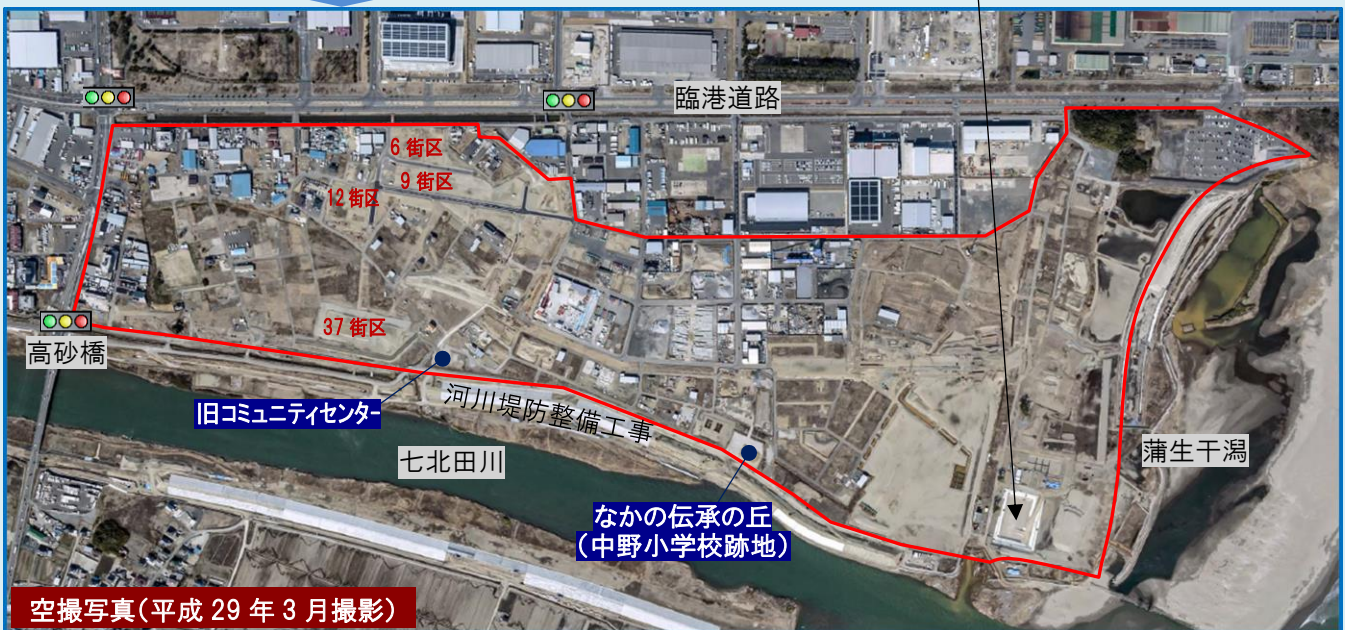 臨港道路
6 街区
9 街区
12 街区
37 街区
高砂橋
旧コミュニティセンター
河川堤防整備工事
七北田川
蒲生干潟
なかの伝承の丘
(中野小学校跡地)
空撮写真(平成 29 年 3 月撮影)